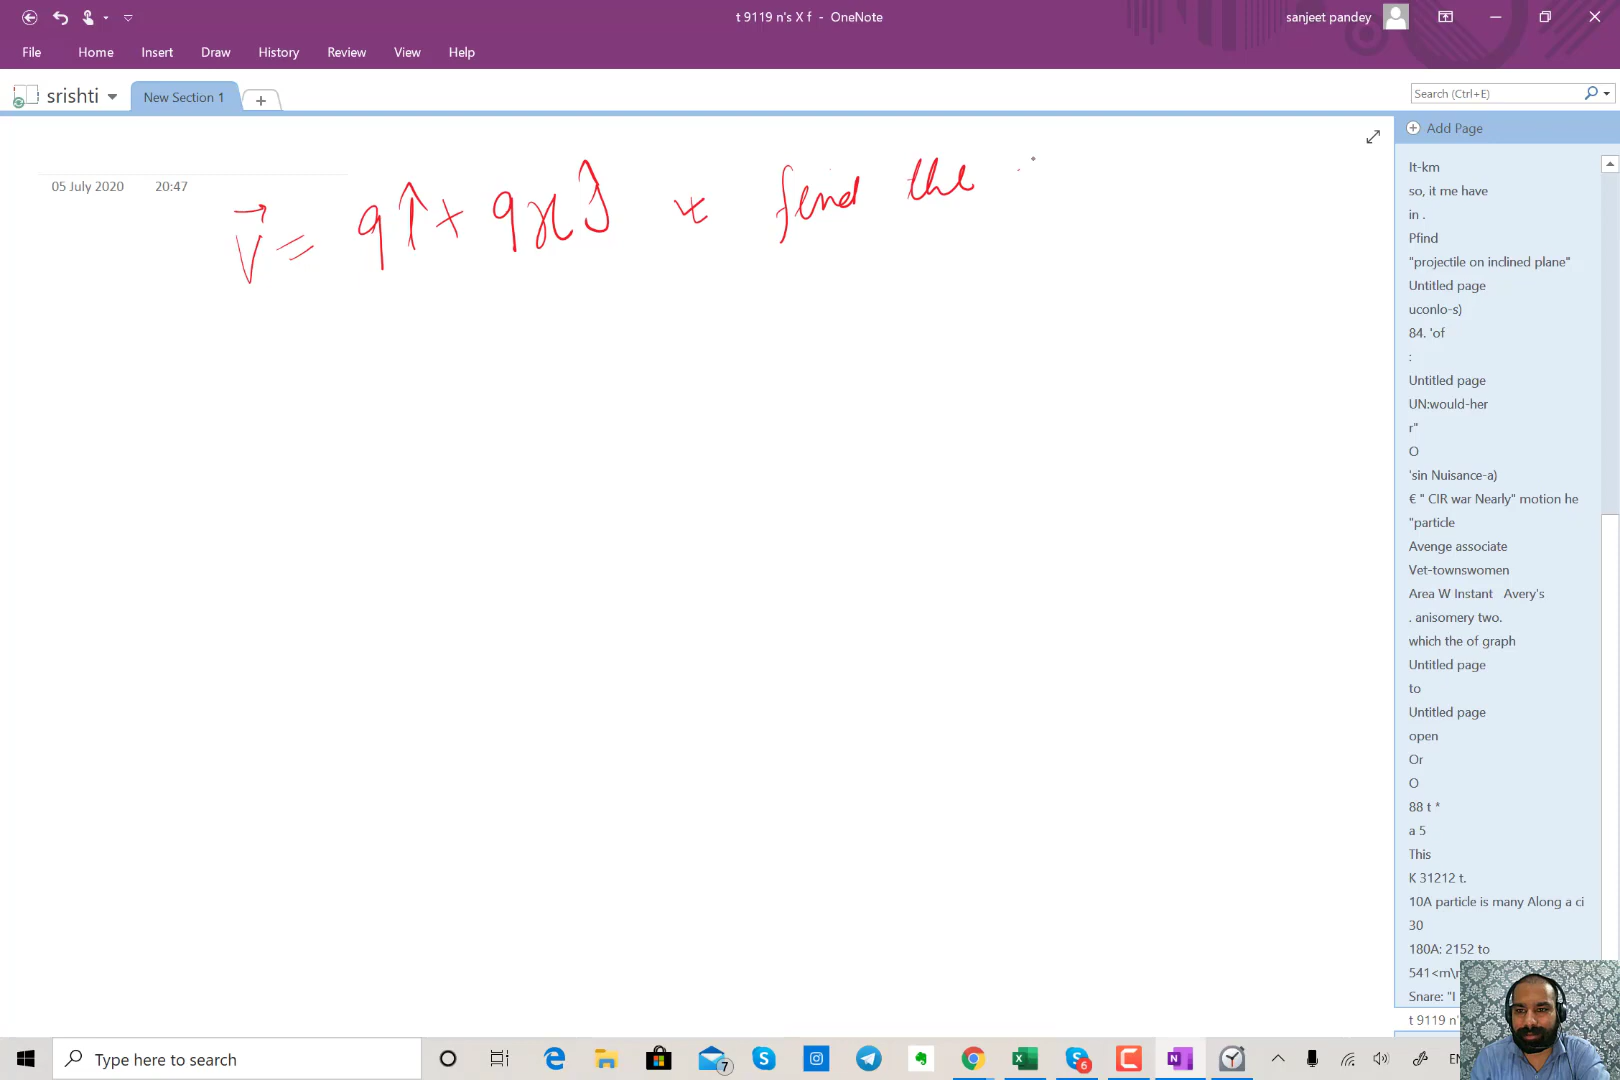 t 9119 n's X f - OneNote
sanjeet pandey
File Home Insert Draw History Review View Help
srishti New Section 1
Search (Ctrl+E)
Add Page
05 July 2020 20:47
V⃗ = 9î + 9xĵ & find the
It-km
so, it me have
in .
Pfind
"projectile on inclined plane"
Untitled page
uconlo-s)
84. 'of
:
Untitled page
UN:would-her
r"
O
'sin Nuisance-a)
€ " CIR war Nearly" motion he
"particle
Avenge associate
Vet-townswomen
Area W Instant Avery's
. anisomery two.
which the of graph
Untitled page
to
Untitled page
open
Or
O
88 t *
a 5
This
K 31212 t.
10A particle is many Along a ci
30
180A: 2152 to
541<m\r
Snare: "I
t 9119 n'
Type here to search
7
6